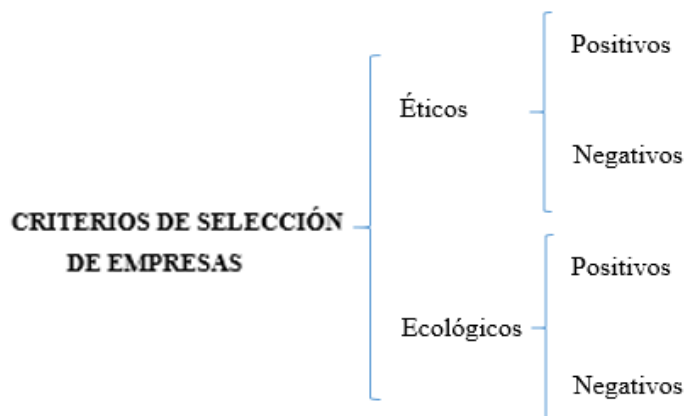 CRITERIOS DE SELECCIÓN
DE EMPRESAS
Éticos
Positivos
Negativos
Ecológicos
Positivos
Negativos